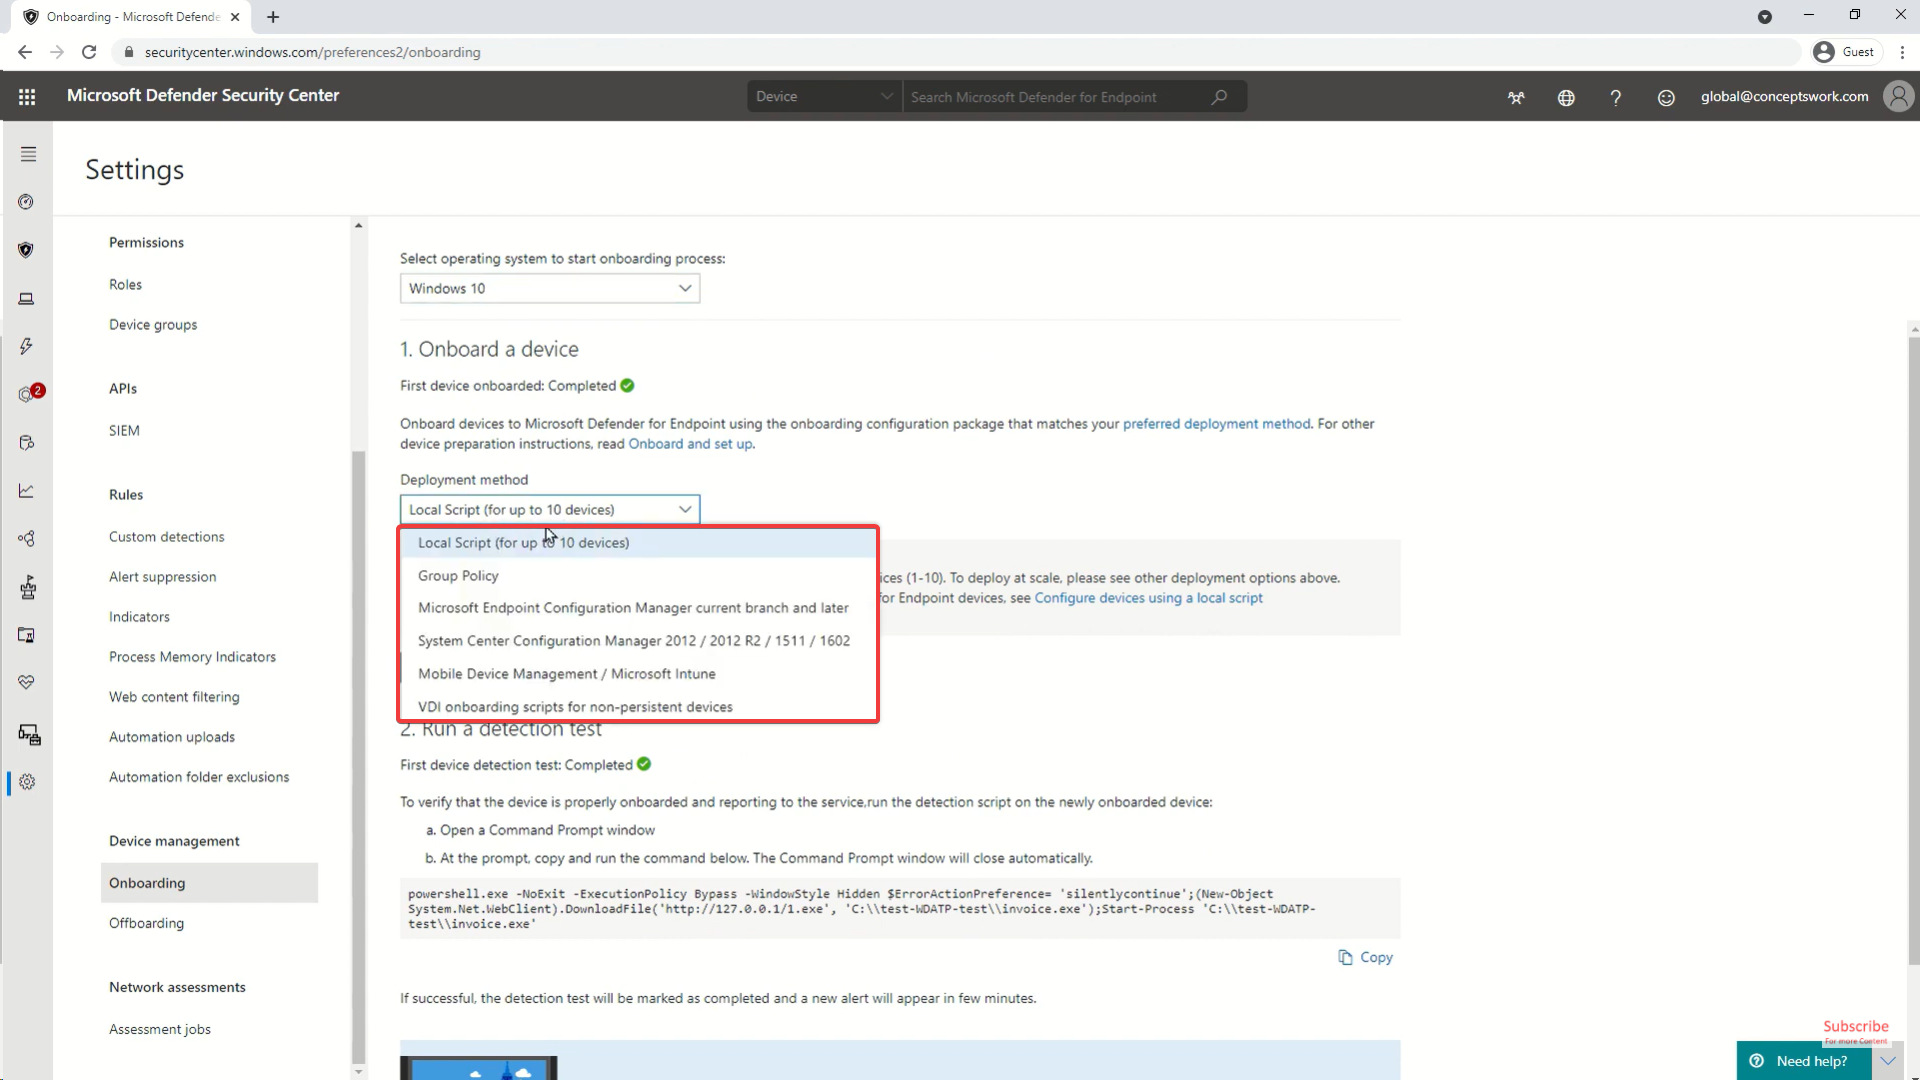 Onboarding - Microsoft Defende
securitycenter.windows.com/preferences2/onboarding
Guest
Microsoft Defender Security Center
Device
Search Microsoft Defender for Endpoint
global@conceptswork.com
Settings
2
Permissions
Roles
Device groups
APIs
SIEM
Rules
Custom detections
Alert suppression
Indicators
Process Memory Indicators
Web content filtering
Automation uploads
Automation folder exclusions
Device management
Onboarding
Offboarding
Network assessments
Assessment jobs
Select operating system to start onboarding process:
Windows 10
1. Onboard a device
First device onboarded: Completed
Onboard devices to Microsoft Defender for Endpoint using the onboarding configuration package that matches your preferred deployment method. For other
device preparation instructions, read Onboard and set up.
Deployment method
Local Script (for up to 10 devices)
Local Script (for up to 10 devices)
Group Policy
Microsoft Endpoint Configuration Manager current branch and later
System Center Configuration Manager 2012 / 2012 R2 / 1511 / 1602
Mobile Device Management / Microsoft Intune
VDI onboarding scripts for non-persistent devices
ices (1-10). To deploy at scale, please see other deployment options above.
for Endpoint devices, see Configure devices using a local script
2. Run a detection test
First device detection test: Completed
To verify that the device is properly onboarded and reporting to the service,run the detection script on the newly onboarded device:
a. Open a Command Prompt window
b. At the prompt, copy and run the command below. The Command Prompt window will close automatically.
powershell.exe -NoExit -ExecutionPolicy Bypass -WindowStyle Hidden $ErrorActionPreference= 'silentlycontinue';(New-Object
System.Net.WebClient).DownloadFile('http://127.0.0.1/1.exe', 'C:\\test-WDATP-test\\invoice.exe');Start-Process 'C:\\test-WDATP-
test\\invoice.exe'
Copy
If successful, the detection test will be marked as completed and a new alert will appear in few minutes.
Subscribe
For more Content
Need help?